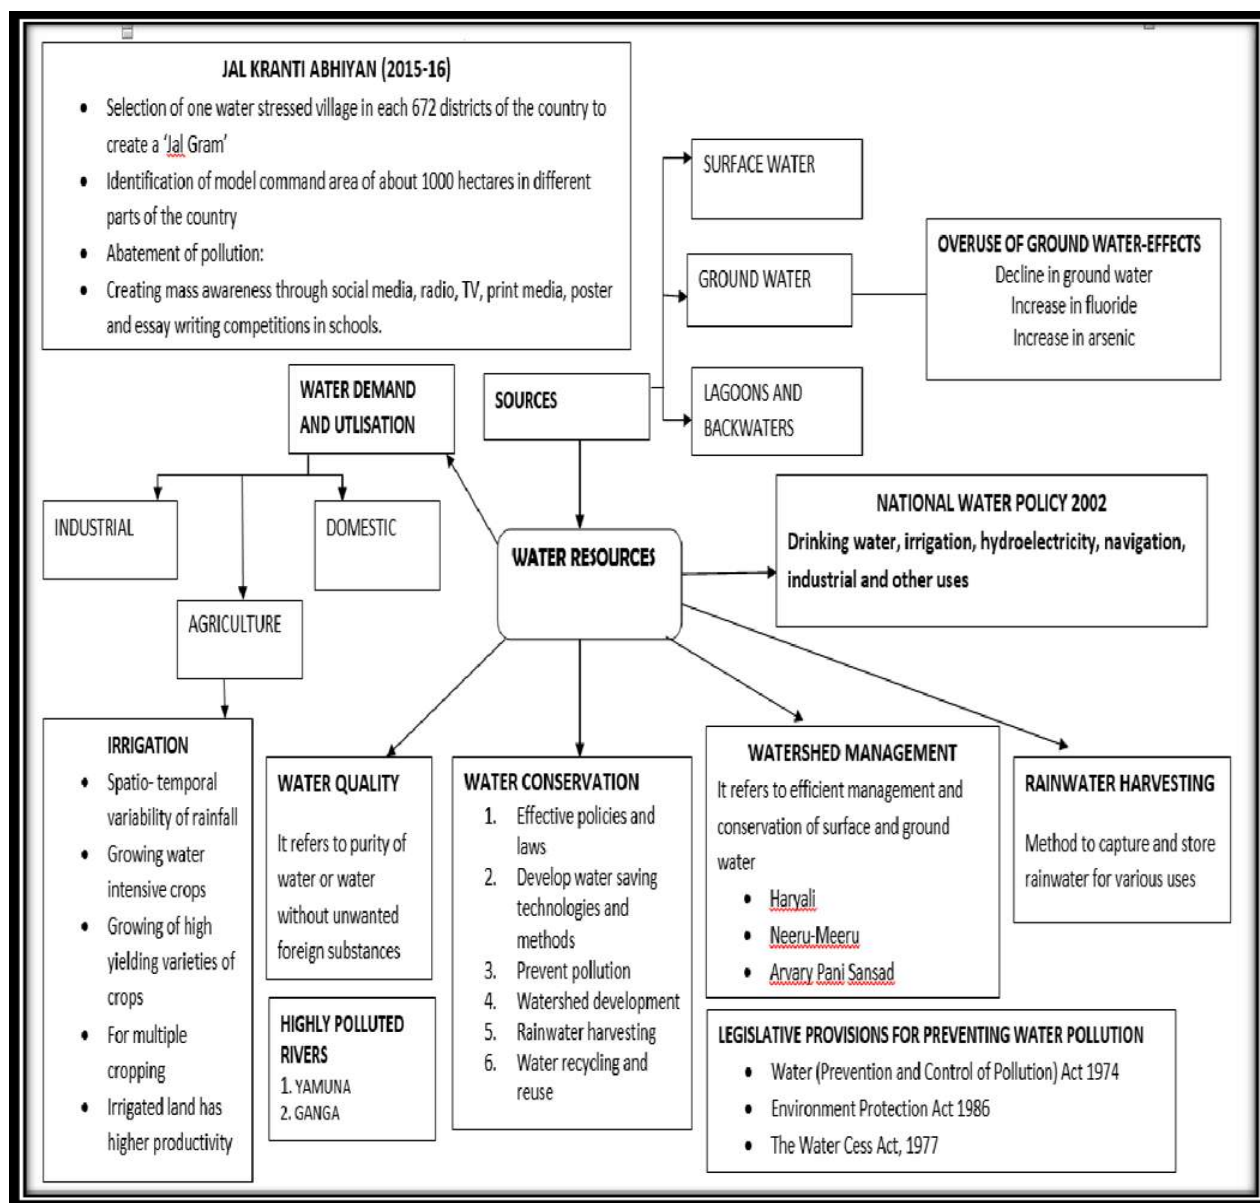 JAL KRANTI ABHIYAN (2015-16)
• Selection of one water stressed village in each 672 districts of the country to
create a ‘Jal Gram’
• Identification of model command area of about 1000 hectares in different
parts of the country
• Abatement of pollution:
• Creating mass awareness through social media, radio, TV, print media, poster
and essay writing competitions in schools.
SURFACE WATER
GROUND WATER
OVERUSE OF GROUND WATER-EFFECTS
Decline in ground water
Increase in fluoride
Increase in arsenic
LAGOONS AND
BACKWATERS
SOURCES
WATER DEMAND
AND UTLISATION
INDUSTRIAL
DOMESTIC
AGRICULTURE
WATER RESOURCES
NATIONAL WATER POLICY 2002
Drinking water, irrigation, hydroelectricity, navigation,
industrial and other uses
IRRIGATION
• Spatio- temporal
variability of rainfall
• Growing water
intensive crops
• Growing of high
yielding varieties of
crops
• For multiple
cropping
• Irrigated land has
higher productivity
WATER QUALITY
It refers to purity of
water or water
without unwanted
foreign substances
HIGHLY POLLUTED
RIVERS
1. YAMUNA
2. GANGA
WATER CONSERVATION
1. Effective policies and
laws
2. Develop water saving
technologies and
methods
3. Prevent pollution
4. Watershed development
5. Rainwater harvesting
6. Water recycling and
reuse
WATERSHED MANAGEMENT
It refers to efficient management and
conservation of surface and ground
water
• Haryali
• Neeru-Meeru
• Arvary Pani Sansad
RAINWATER HARVESTING
Method to capture and store
rainwater for various uses
LEGISLATIVE PROVISIONS FOR PREVENTING WATER POLLUTION
• Water (Prevention and Control of Pollution) Act 1974
• Environment Protection Act 1986
• The Water Cess Act, 1977